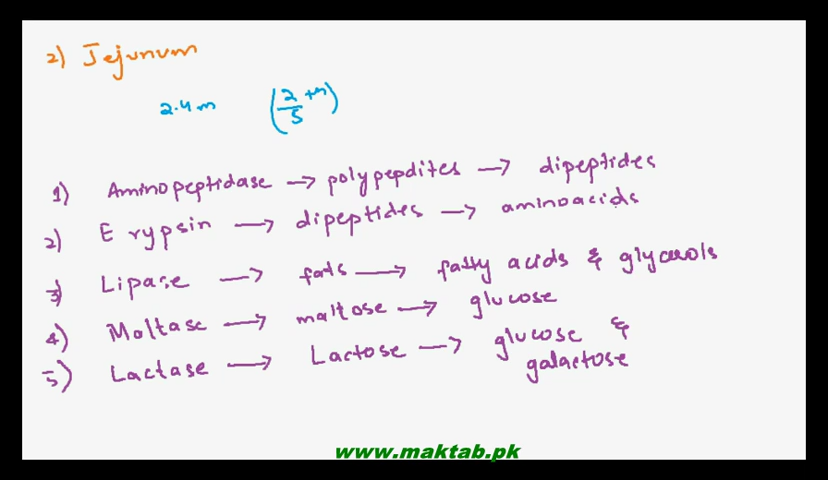 2) Jejunum
2.4 m (2/5 th)
1) Aminopeptidase → polypepdites → dipeptides
2) Erypsin → dipeptides → aminoacids
3) Lipase → fats → fatty acids & glycerols
4) Maltase → maltose → glucose
5) Lactase → Lactose → glucose &
galactose
www.maktab.pk